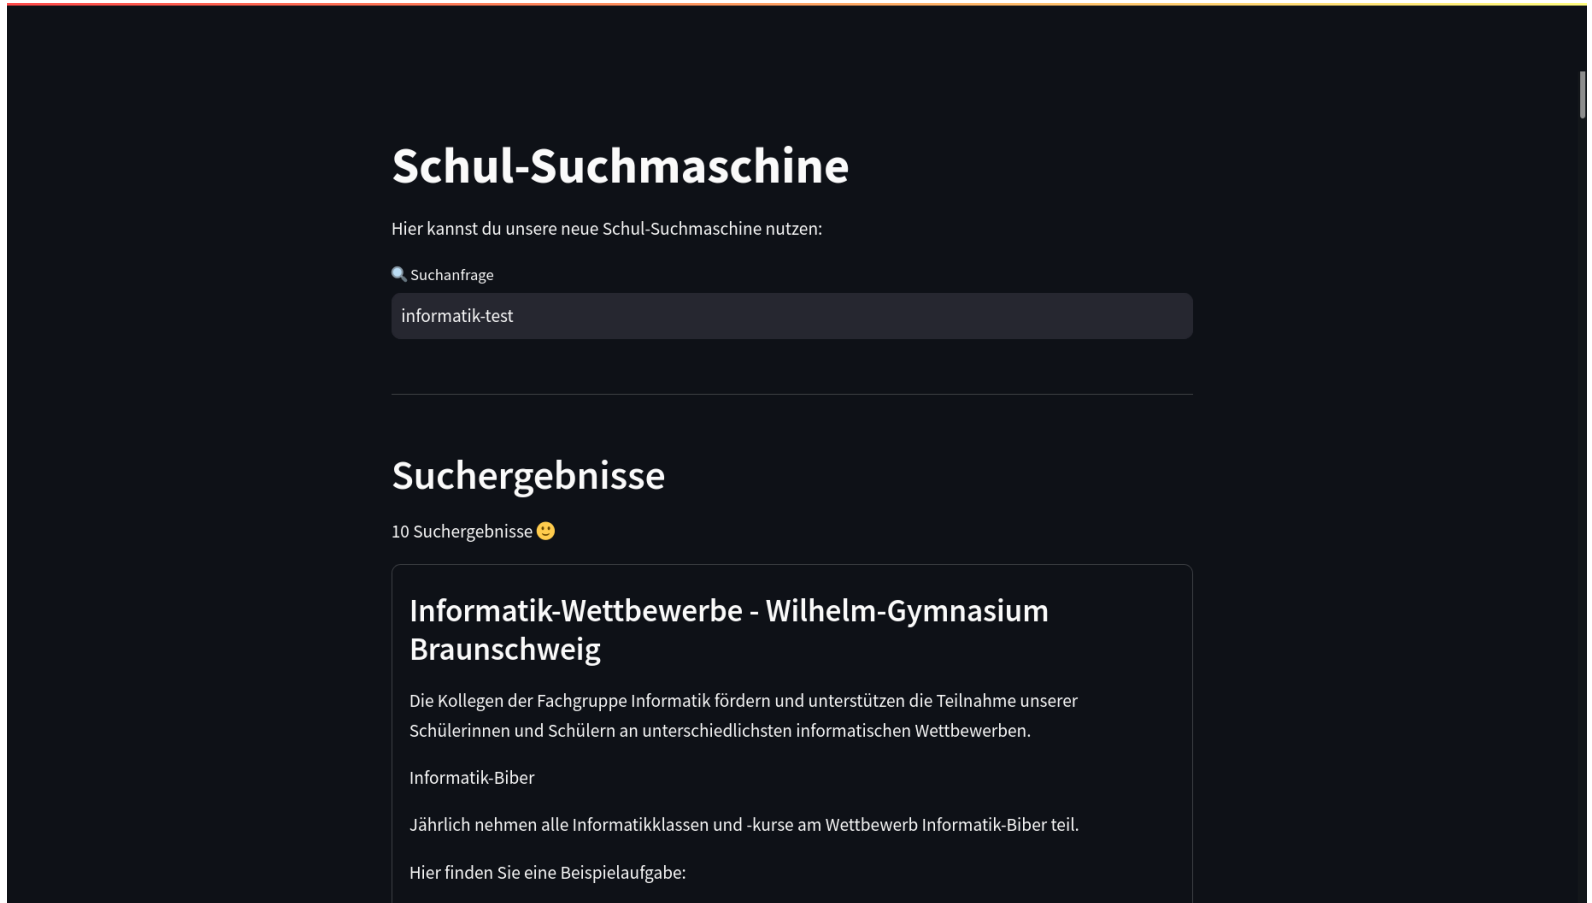 Schul-Suchmaschine
Hier kannst du unsere neue Schul-Suchmaschine nutzen:
🔍 Suchanfrage
informatik-test
Suchergebnisse
10 Suchergebnisse 🙂
Informatik-Wettbewerbe - Wilhelm-Gymnasium
Braunschweig
Die Kollegen der Fachgruppe Informatik fördern und unterstützen die Teilnahme unserer
Schülerinnen und Schülern an unterschiedlichsten informatischen Wettbewerben.
Informatik-Biber
Jährlich nehmen alle Informatikklassen und -kurse am Wettbewerb Informatik-Biber teil.
Hier finden Sie eine Beispielaufgabe: